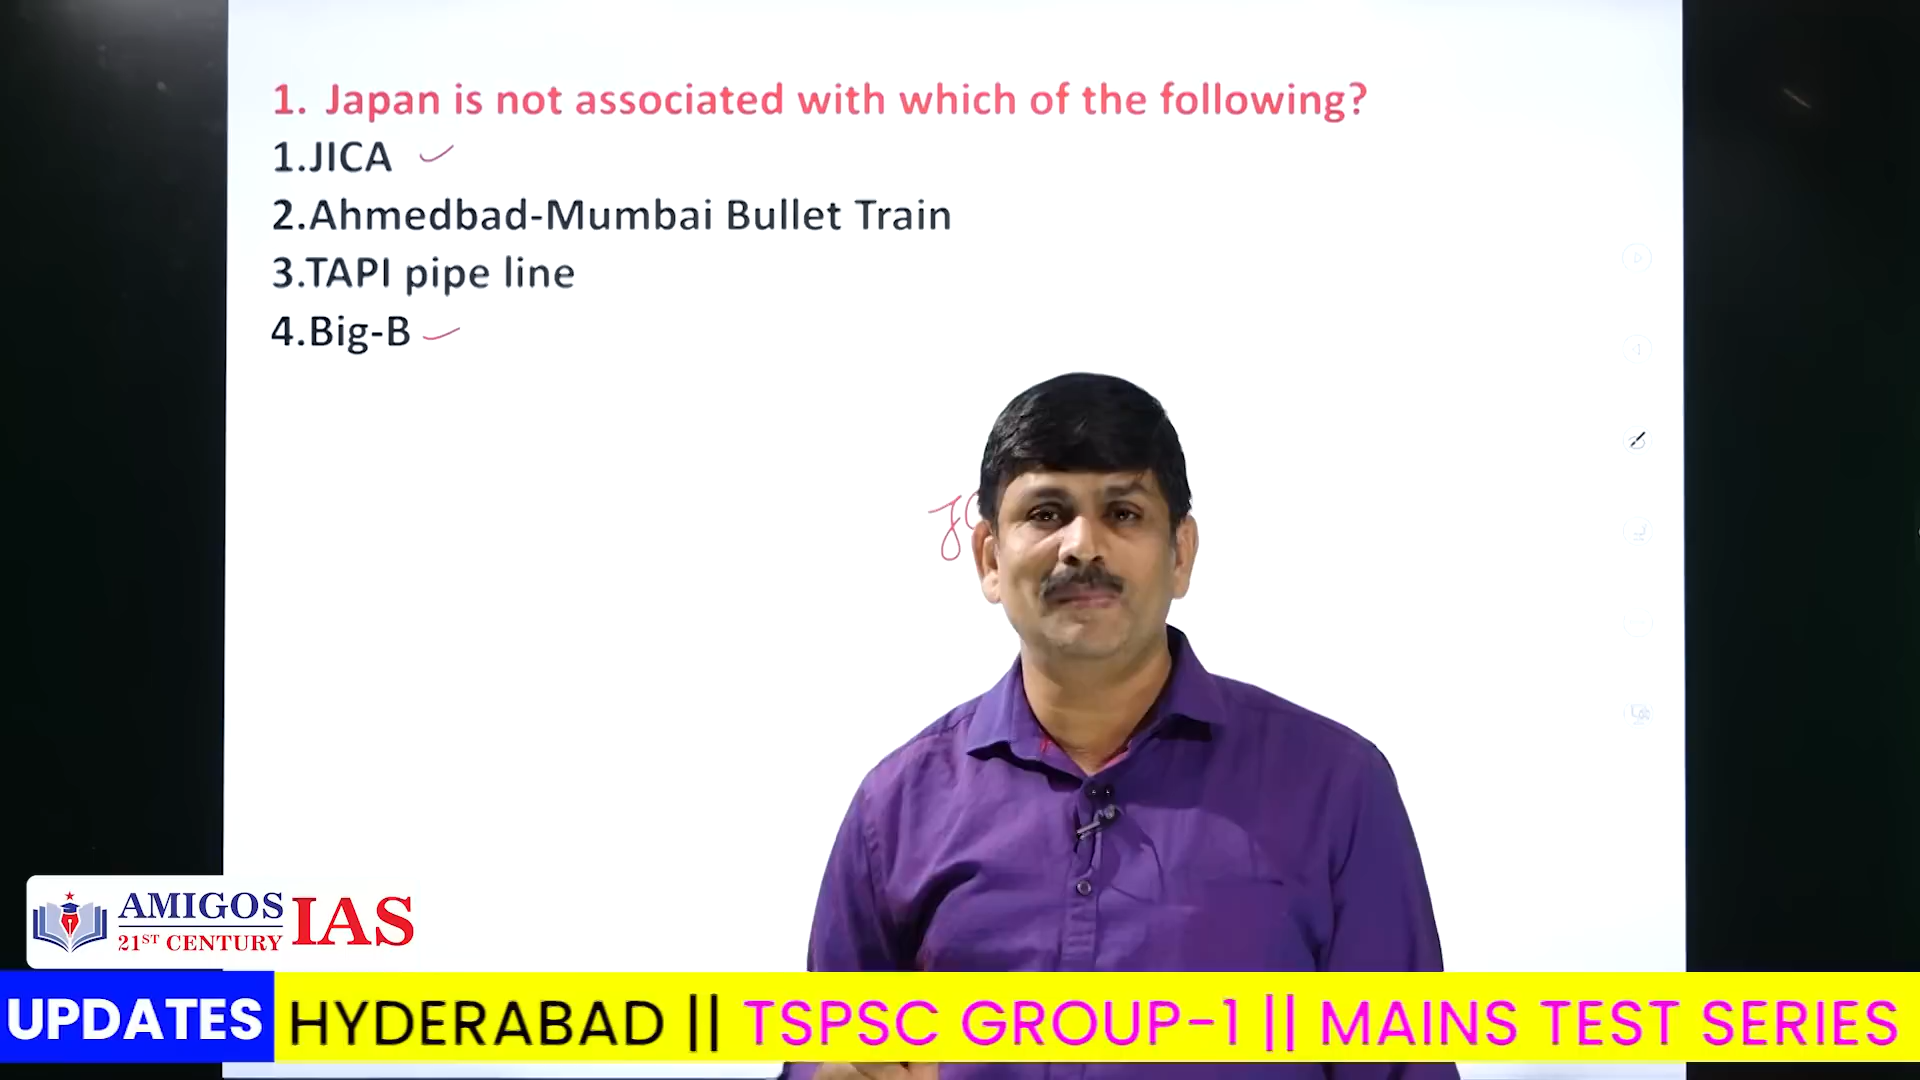 1. Japan is not associated with which of the following?
1.JICA
2.Ahmedbad-Mumbai Bullet Train
3.TAPI pipe line
4.Big-B
AMIGOS
21ST CENTURY
IAS
UPDATES
HYDERABAD || TSPSC GROUP-1 || MAINS TEST SERIES